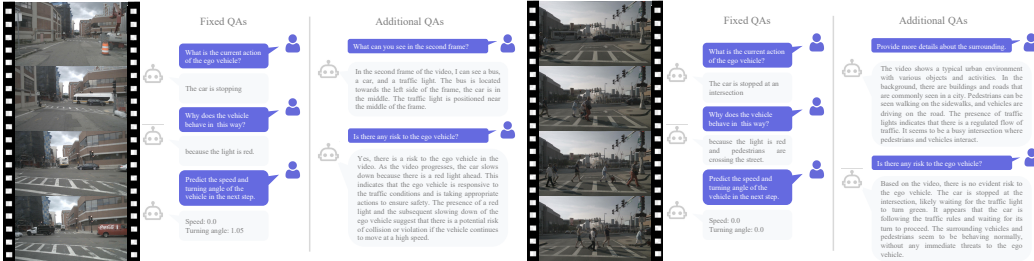 Fixed QAs
What is the current action
of the ego vehicle?
The car is stopping
Why does the vehicle
behave in this way?
because the light is red.
Predict the speed and
turning angle of the
vehicle in the next step.
Speed: 0.0
Turning angle: 1.05
Additional QAs
What can you see in the second frame?
In the second frame of the video, I can see a bus,
a car, and a traffic light. The bus is located
towards the left side of the frame, the car is in
the middle. The traffic light is positioned near
the middle of the frame.
Is there any risk to the ego vehicle?
Yes, there is a risk to the ego vehicle in the
video. As the video progresses, the car slows
down because there is a red light ahead. This
indicates that the ego vehicle is responsive to
the traffic conditions and is taking appropriate
actions to ensure safety. The presence of a
red light and the subsequent slowing down of
the ego vehicle suggest that there is a potential risk
of collision or violation if the vehicle continues
to move at a high speed.
Fixed QAs
What is the current action
of the ego vehicle?
The car is stopped at an
intersection
Why does the vehicle
behave in this way?
because the light is red
and pedestrians are
crossing the street.
Predict the speed and
turning angle of the
vehicle in the next step.
Speed: 0.0
Turning angle: 0.0
Additional QAs
Provide more details about the surrounding.
The video shows a typical urban environment
with various objects and activities. In the
background, there are buildings and roads that
are commonly seen in a city. Pedestrians can be
seen walking on the sidewalks, and vehicles are
driving on the road. The presence of traffic
lights indicates that there is a regulated flow of
traffic. It seems to be a busy intersection where
pedestrians and vehicles interact.
Is there any risk to the ego vehicle?
Based on the video, there is no evident risk to
the ego vehicle. The car is stopped at the
intersection, likely waiting for the traffic light
to turn green. It appears that the car is
following the traffic rules and waiting for its
turn to proceed. The surrounding vehicles and
pedestrians seem to be behaving normally,
without any immediate threats to the ego
vehicle.